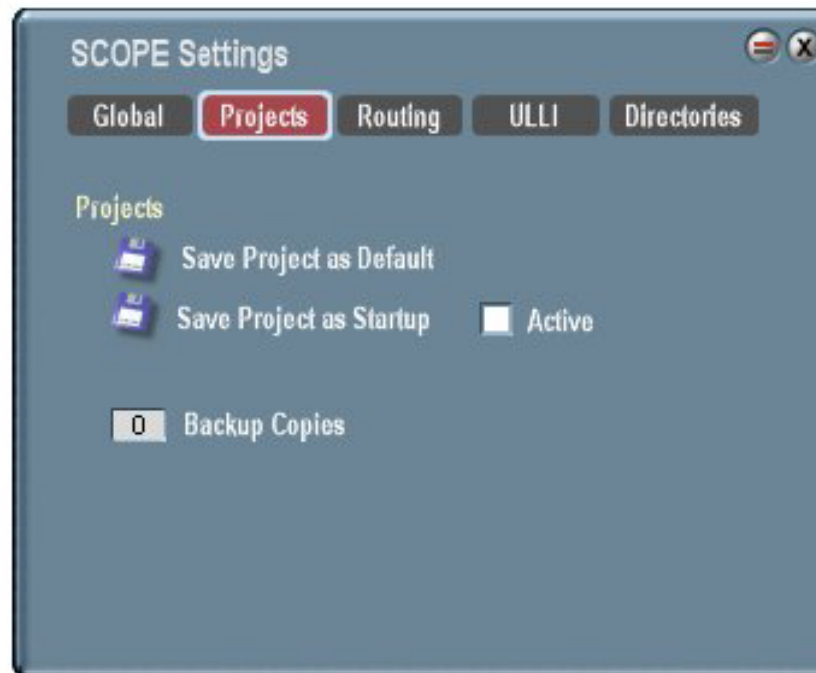 SCOPE Settings
Global Projects Routing ULLI Directories
Projects
Save Project as Default
Save Project as Startup Active
0 Backup Copies